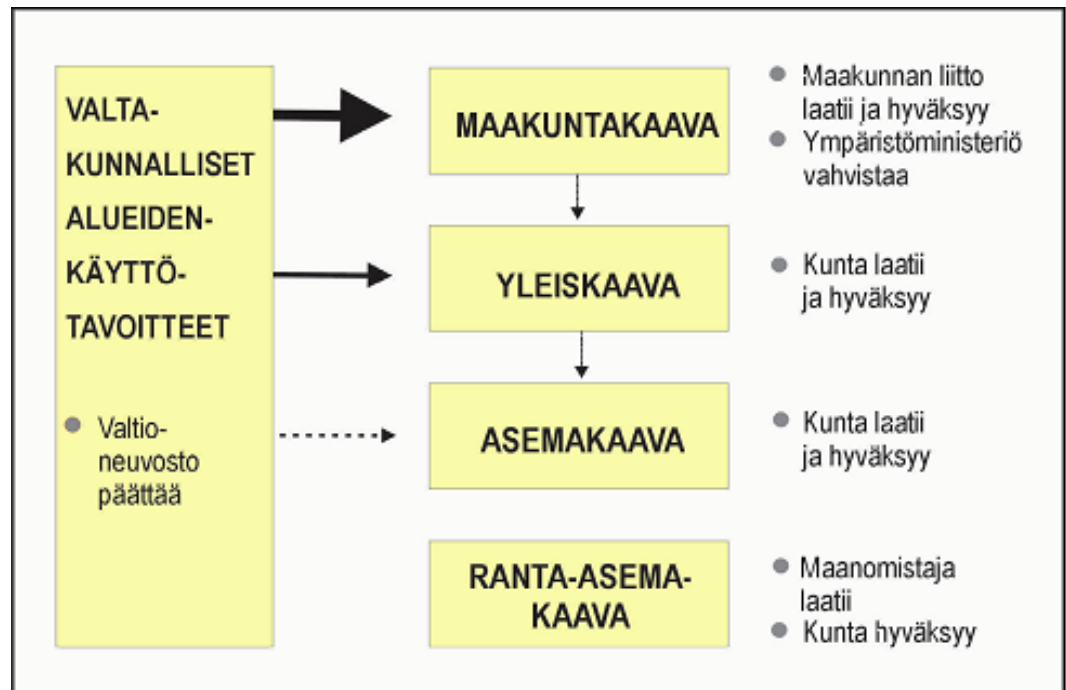 VALTA-
KUNNALLISET
ALUEIDEN-
KÄYTTÖ-
TAVOITTEET
Valtio-
neuvosto
päättää
MAAKUNTAKAAVA
Maakunnan liitto
laatii ja hyväksyy
Ympäristöministeriö
vahvistaa
YLEISKAAVA
Kunta laatii
ja hyväksyy
ASEMAKAAVA
Kunta laatii
ja hyväksyy
RANTA-ASEMA-
KAAVA
Maanomistaja
laatii
Kunta hyväksyy